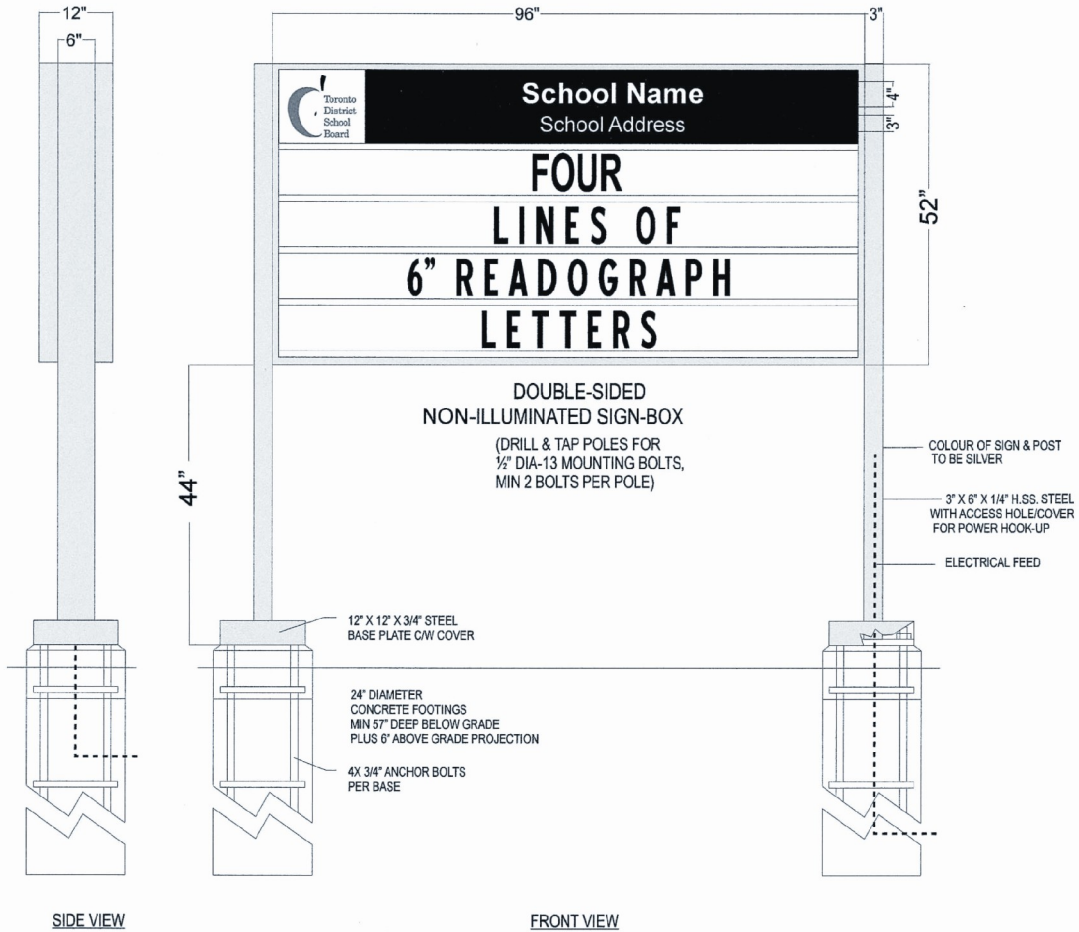 12"
6"
96"
3"
Toronto
District
School
Board
School Name
School Address
4"
3"
FOUR
LINES OF
6" READOGRAPH
LETTERS
52"
DOUBLE-SIDED
NON-ILLUMINATED SIGN-BOX
(DRILL & TAP POLES FOR
½" DIA-13 MOUNTING BOLTS,
MIN 2 BOLTS PER POLE)
44"
COLOUR OF SIGN & POST
TO BE SILVER
3" X 6" X 1/4" H.SS. STEEL
WITH ACCESS HOLE/COVER
FOR POWER HOOK-UP
ELECTRICAL FEED
12" X 12" X 3/4" STEEL
BASE PLATE C/W COVER
24" DIAMETER
CONCRETE FOOTINGS
MIN 57" DEEP BELOW GRADE
PLUS 6" ABOVE GRADE PROJECTION
4X 3/4" ANCHOR BOLTS
PER BASE
SIDE VIEW
FRONT VIEW